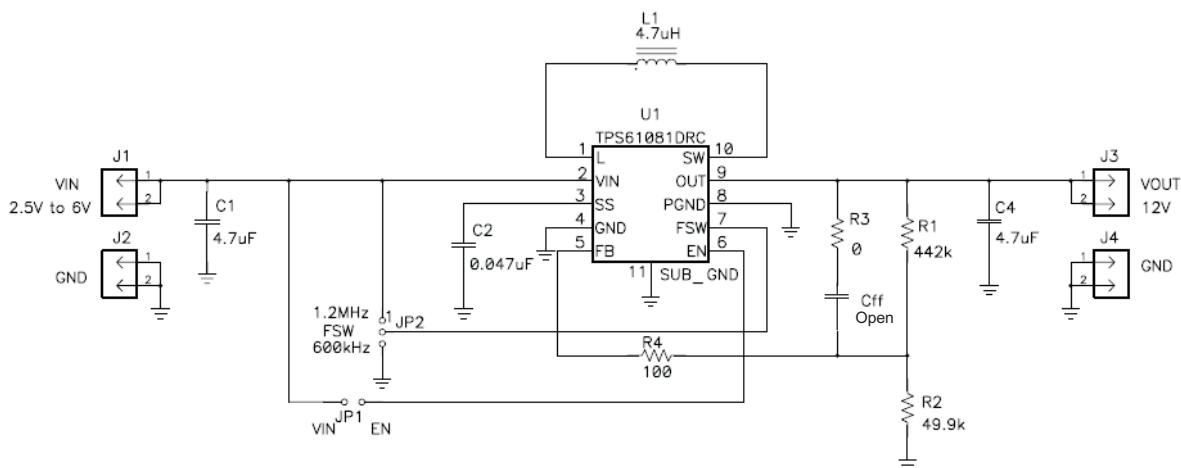 L1
4.7uH
U1
TPS61081DRC
1 L SW 10
2 VIN OUT 9
3 SS PGND 8
4 GND FSW 7
5 FB EN 6
11 SUB_GND
J1
1
2
VIN
2.5V to 6V
J2
1
2
GND
C1
4.7uF
C2
0.047uF
1.2MHz
FSW
600kHz
1
JP2
JP1
VIN EN
R4
100
R3
0
Cff
Open
R1
442k
R2
49.9k
C4
4.7uF
J3
1
2
VOUT
12V
J4
1
2
GND